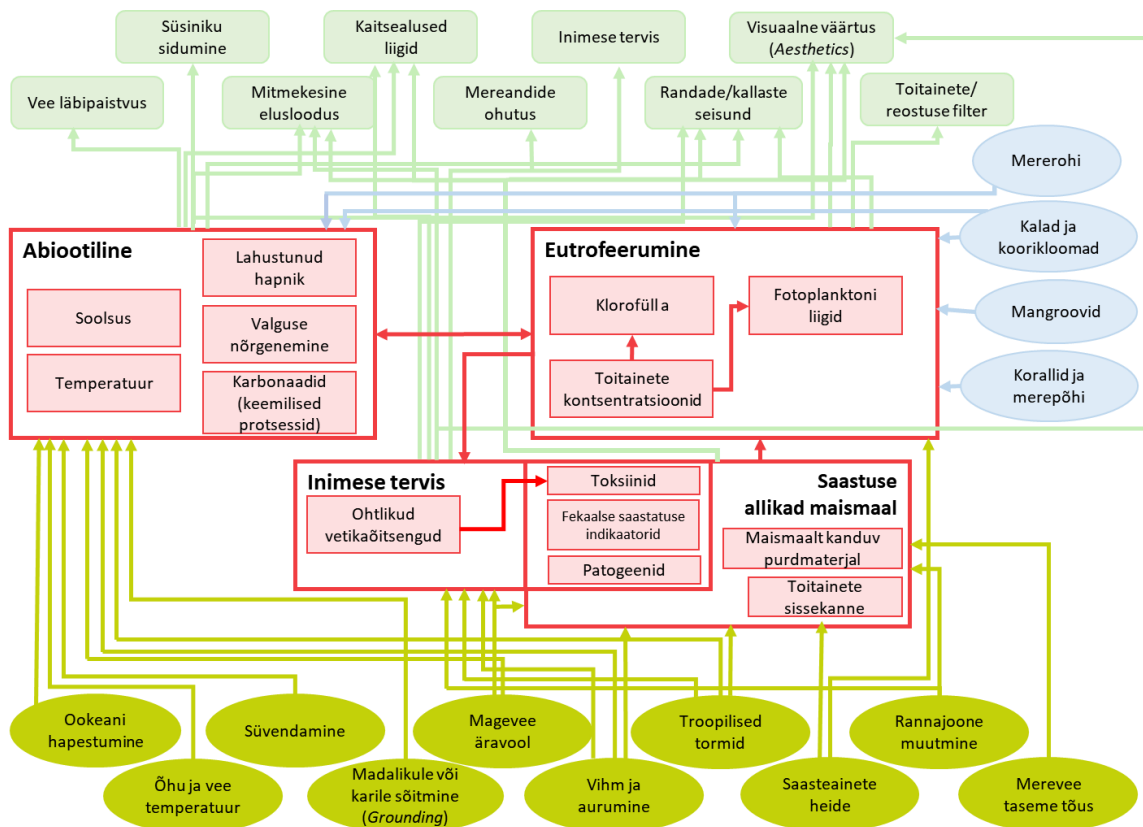 Süsiniku
sidumine
Kaitsealused
liigid
Inimese tervis
Visuaalne väärtus
(Aesthetics)
Vee läbipaistvus
Mitmekesine
elusloodus
Mereandide
ohutus
Randade/kallaste
seisund
Toitainete/
reostuse filter
Mererohi
Kalad ja
koorikloomad
Mangroovid
Korallid ja
merepõhi
Abiootiline
Lahustunud
hapnik
Soolsus
Valguse
nõrgenemine
Temperatuur
Karbonaadid
(keemilised
protsessid)
Eutrofeerumine
Klorofüll a
Fotoplanktoni
liigid
Toitainete
kontsentratsioonid
Inimese tervis
Ohtlikud
vetikaõitsengud
Toksiinid
Fekaalse saastatuse
indikaatorid
Patogeenid
Saastuse
allikad maismaal
Maismaalt kanduv
purdmaterjal
Toitainete
sissekanne
Ookeani
hapestumine
Süvendamine
Magevee
äravool
Troopilised
tormid
Rannajoone
muutmine
Õhu ja vee
temperatuur
Madalikule või
karile sõitmine
(Grounding)
Vihm ja
aurumine
Saasteainete
heide
Merevee
taseme tõus